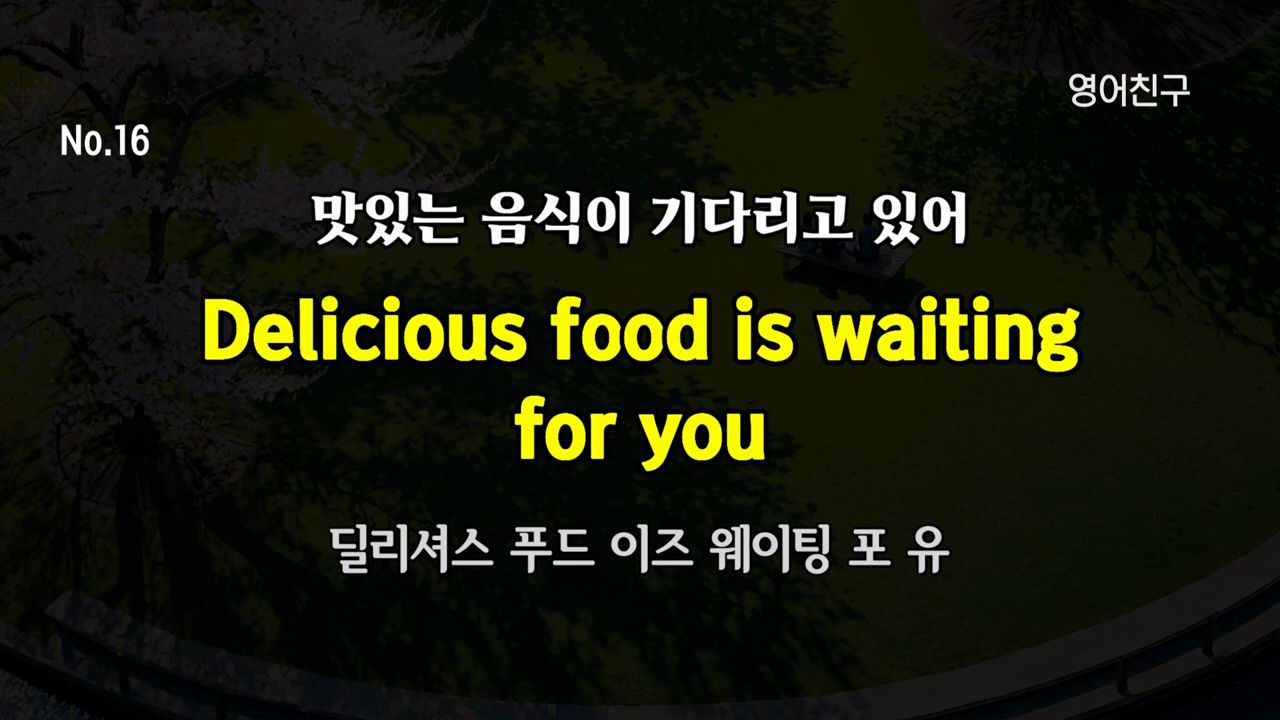 영어친구
No.16
맛있는 음식이 기다리고 있어
Delicious food is waiting
for you
딜리셔스 푸드 이즈 웨이팅 포 유